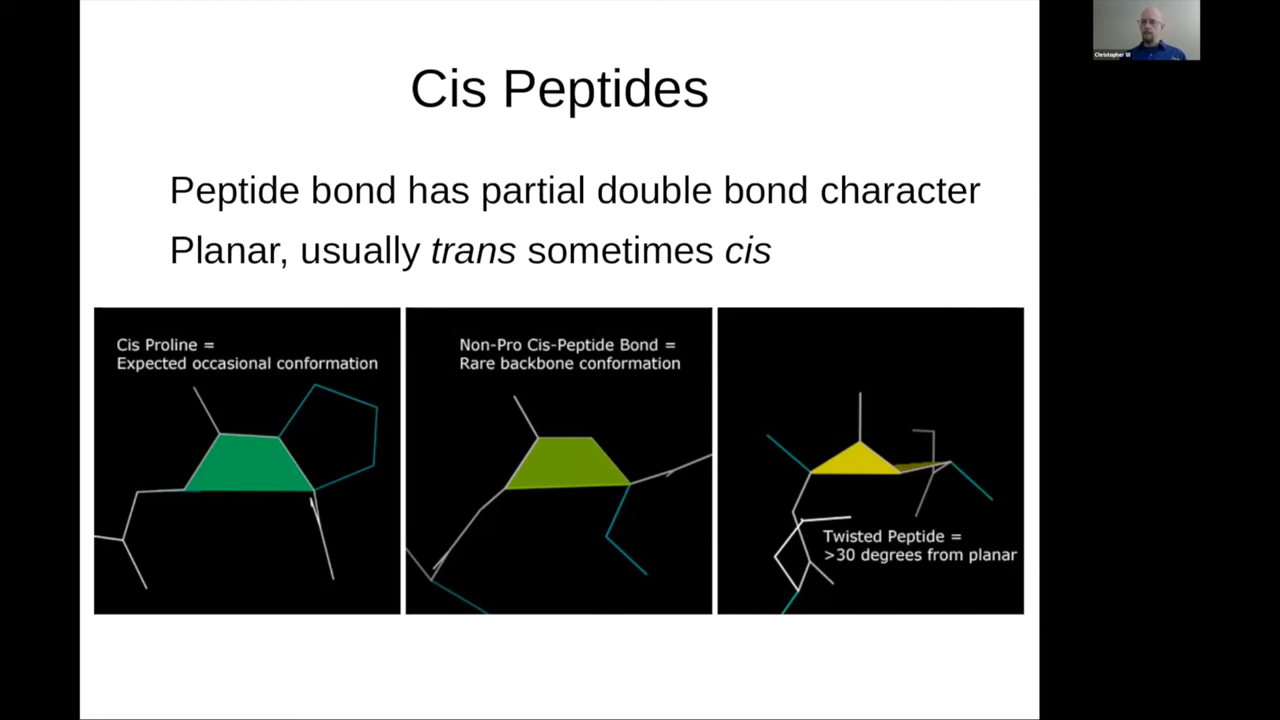 Cis Peptides
Peptide bond has partial double bond character
Planar, usually trans sometimes cis
Cis Proline =
Expected occasional conformation
Non-Pro Cis-Peptide Bond =
Rare backbone conformation
Twisted Peptide =
>30 degrees from planar
Christopher W